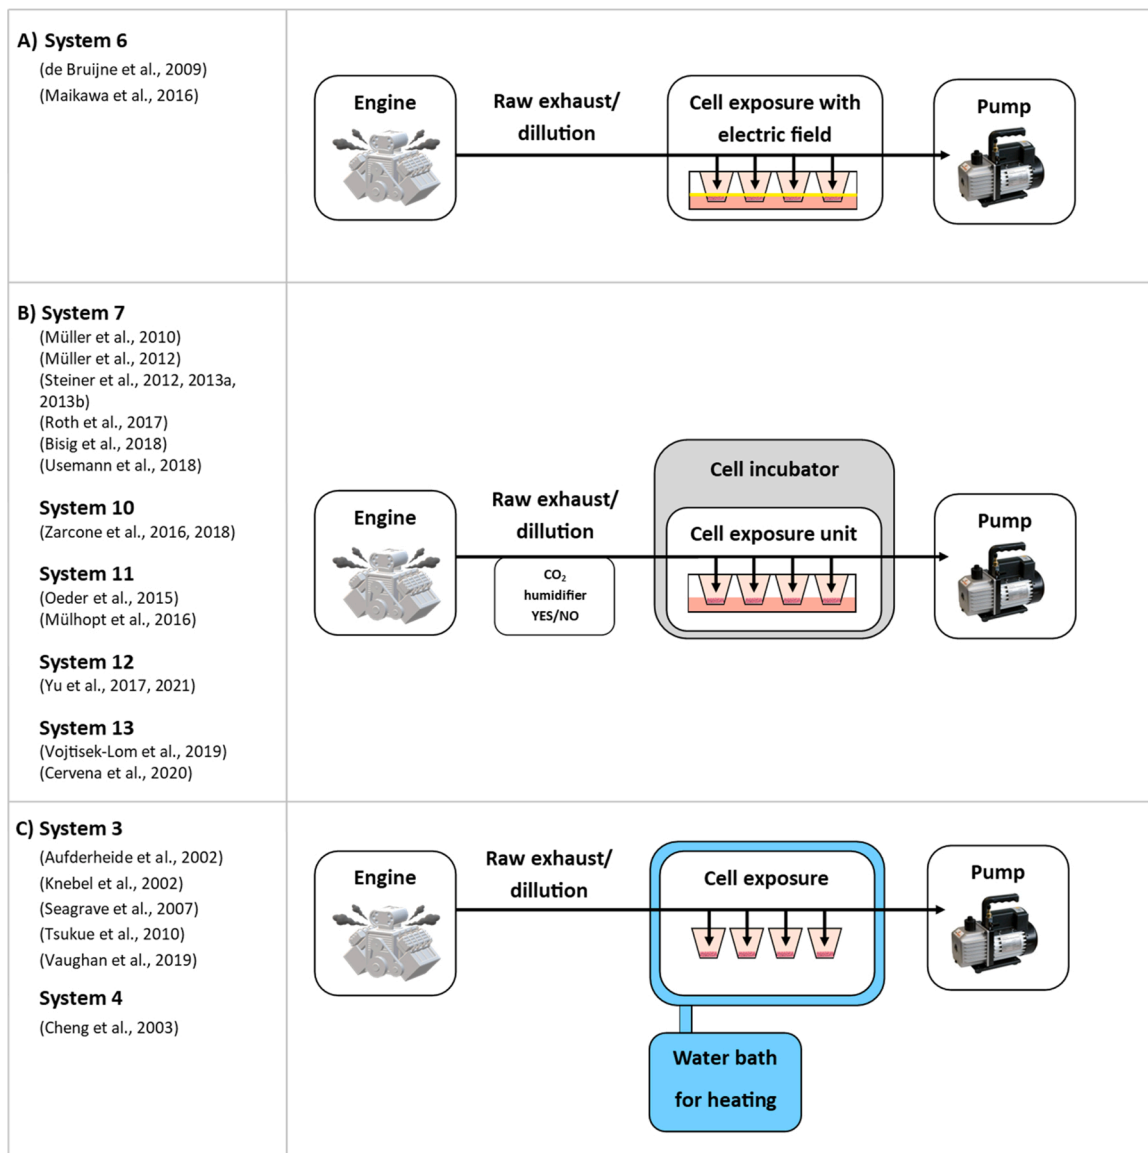 A) System 6
(de Bruijne et al., 2009)
(Maikawa et al., 2016)
Engine
Raw exhaust/
dillution
Cell exposure with
electric field
Pump
B) System 7
(Müller et al., 2010)
(Müller et al., 2012)
(Steiner et al., 2012, 2013a,
2013b)
(Roth et al., 2017)
(Bisig et al., 2018)
(Usemann et al., 2018)
System 10
(Zarcone et al., 2016, 2018)
System 11
(Oeder et al., 2015)
(Mülhopt et al., 2016)
System 12
(Yu et al., 2017, 2021)
System 13
(Vojtisek-Lom et al., 2019)
(Cervena et al., 2020)
Engine
Raw exhaust/
dillution
CO₂
humidifier
YES/NO
Cell incubator
Cell exposure unit
Pump
C) System 3
(Aufderheide et al., 2002)
(Knebel et al., 2002)
(Seagrave et al., 2007)
(Tsukue et al., 2010)
(Vaughan et al., 2019)
System 4
(Cheng et al., 2003)
Engine
Raw exhaust/
dillution
Cell exposure
Pump
Water bath
for heating